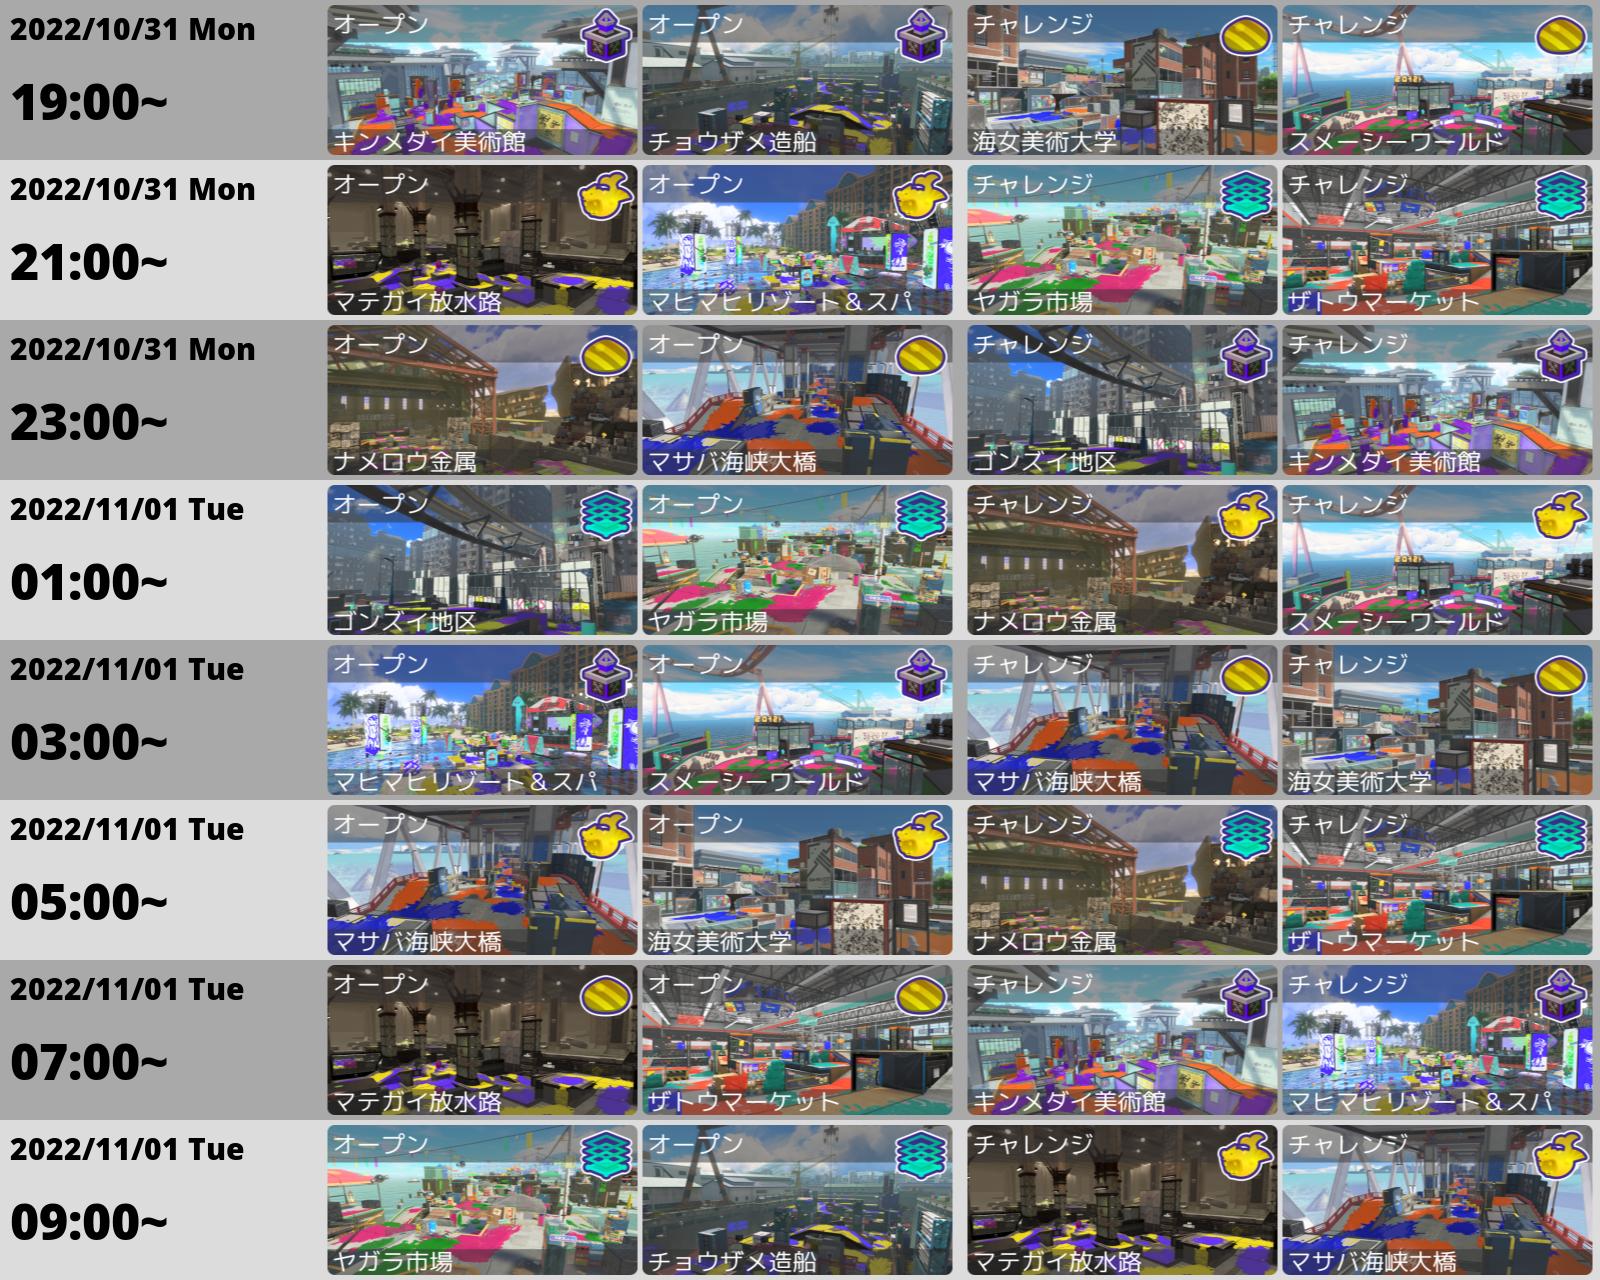 2022/10/31 Mon
19:00~
オープン
キンメダイ美術館
オープン
チョウザメ造船
チャレンジ
海女美術大学
チャレンジ
スメーシーワールド
2022/10/31 Mon
21:00~
オープン
マテガイ放水路
オープン
マヒマヒリゾート＆スパ
チャレンジ
ヤガラ市場
チャレンジ
ザトウマーケット
2022/10/31 Mon
23:00~
オープン
ナメロウ金属
オープン
マサバ海峡大橋
チャレンジ
ゴンズイ地区
チャレンジ
キンメダイ美術館
2022/11/01 Tue
01:00~
オープン
ゴンズイ地区
オープン
ヤガラ市場
チャレンジ
ナメロウ金属
チャレンジ
スメーシーワールド
2022/11/01 Tue
03:00~
オープン
マヒマヒリゾート＆スパ
オープン
スメーシーワールド
チャレンジ
マサバ海峡大橋
チャレンジ
海女美術大学
2022/11/01 Tue
05:00~
オープン
マサバ海峡大橋
オープン
海女美術大学
チャレンジ
ナメロウ金属
チャレンジ
ザトウマーケット
2022/11/01 Tue
07:00~
オープン
マテガイ放水路
オープン
ザトウマーケット
チャレンジ
キンメダイ美術館
チャレンジ
マヒマヒリゾート＆スパ
2022/11/01 Tue
09:00~
オープン
ヤガラ市場
オープン
チョウザメ造船
チャレンジ
マテガイ放水路
チャレンジ
マサバ海峡大橋